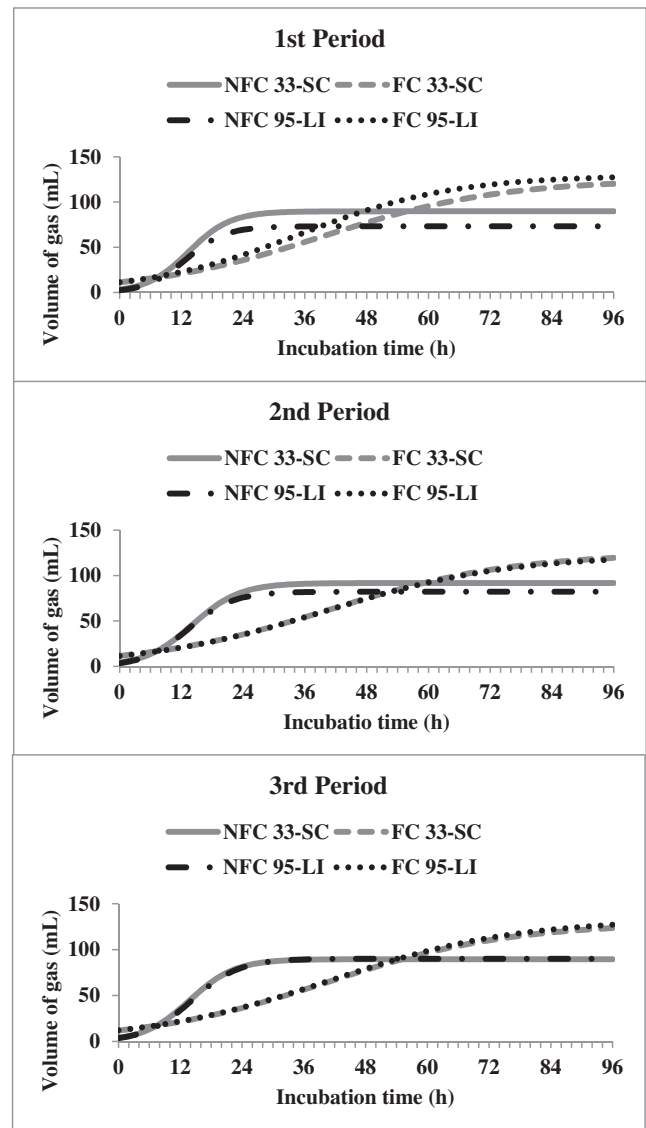 1st Period
NFC 33-SC FC 33-SC
NFC 95-LI FC 95-LI
Volume of gas (mL)
150
100
50
0
0 12 24 36 48 60 72 84 96
Incubation time (h)
2nd Period
NFC 33-SC FC 33-SC
NFC 95-LI FC 95-LI
Volume of gas (mL)
150
100
50
0
0 12 24 36 48 60 72 84 96
Incubatio time (h)
3rd Period
NFC 33-SC FC 33-SC
NFC 95-LI FC 95-LI
Volume of gas (mL)
150
100
50
0
0 12 24 36 48 60 72 84 96
Incubation time (h)